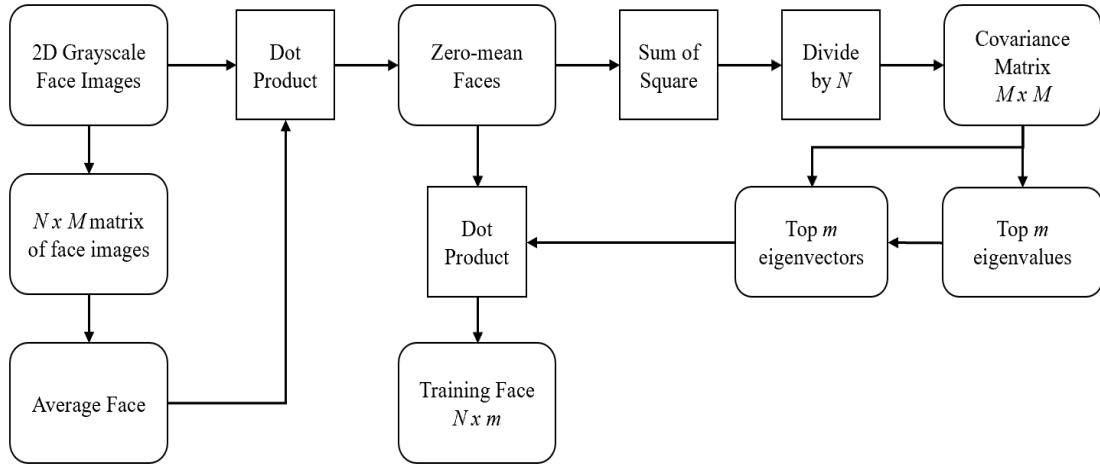 2D Grayscale
Face Images
Dot
Product
Zero-mean
Faces
Sum of
Square
Divide
by N
Covariance
Matrix
M x M
N x M matrix
of face images
Dot
Product
Top m
eigenvectors
Top m
eigenvalues
Average Face
Training Face
N x m